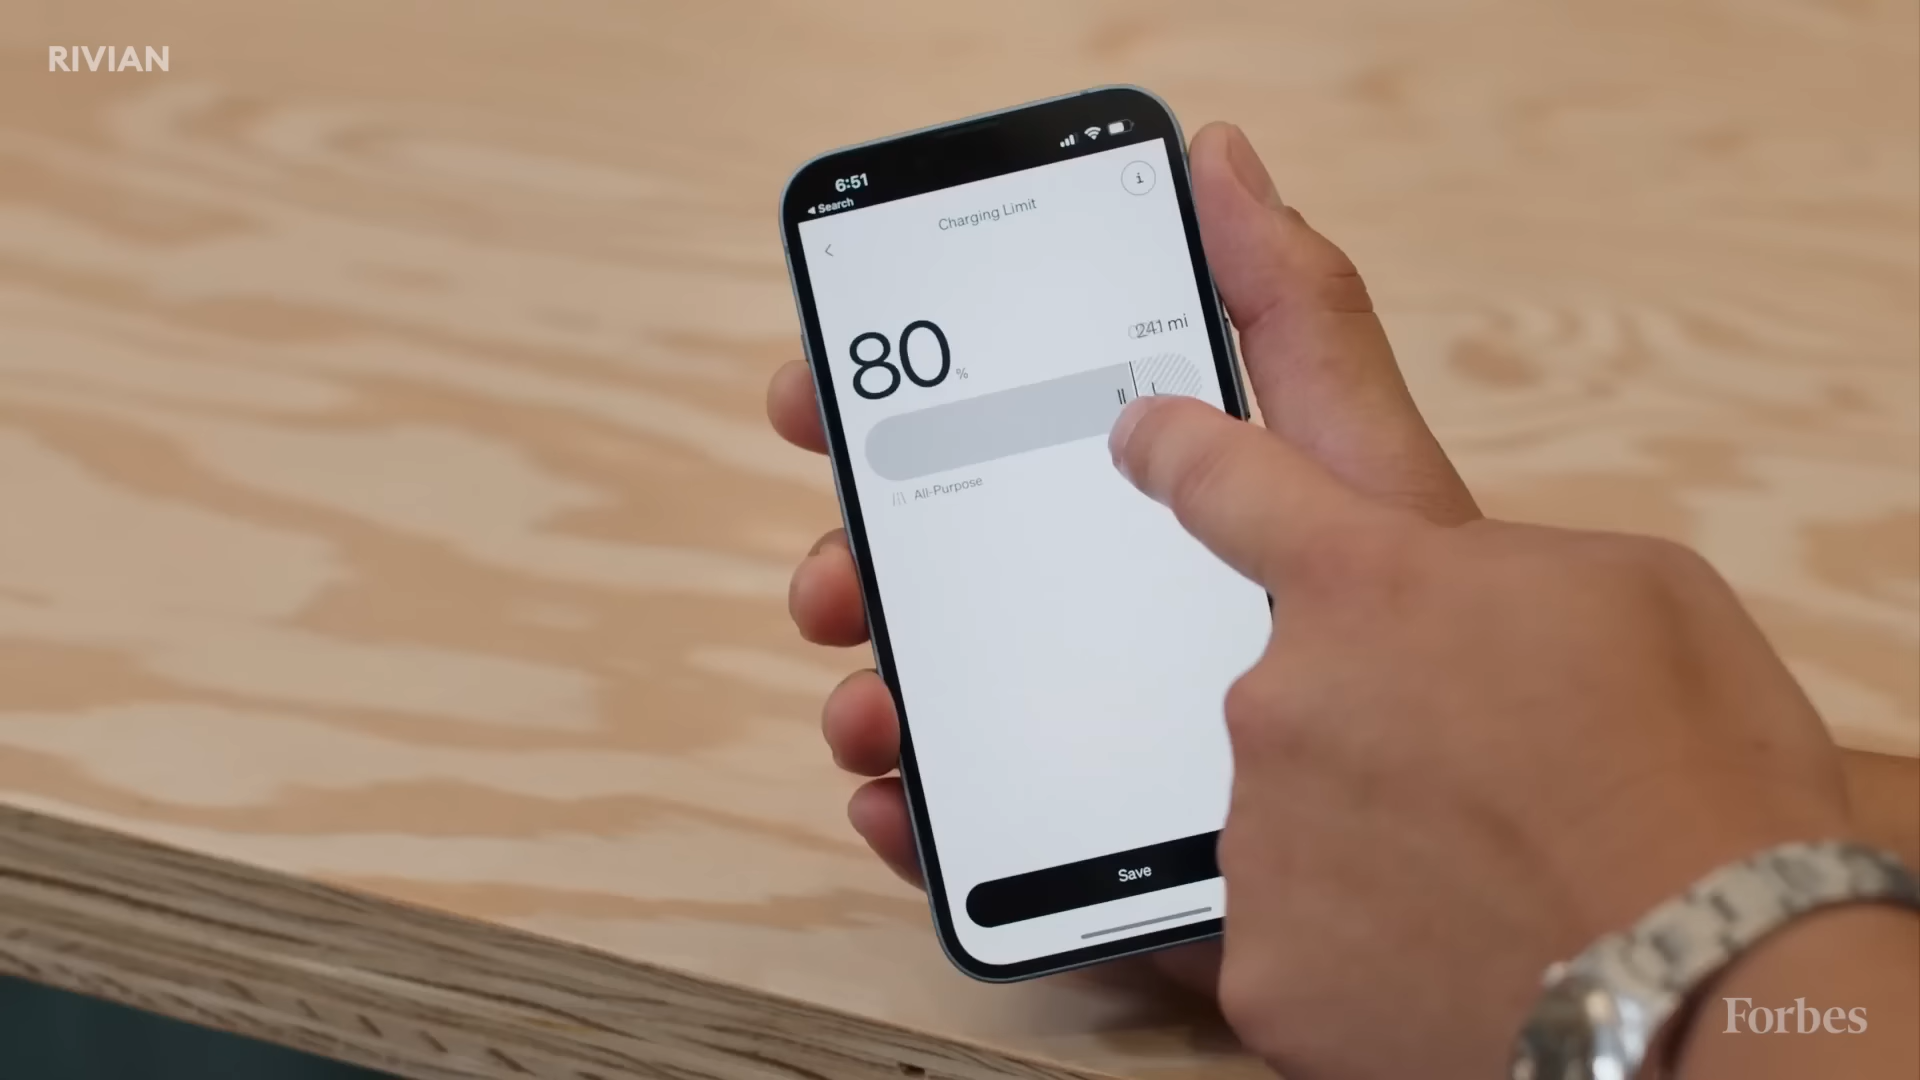 RIVIAN
6:51
◀ Search
i
Charging Limit
80 %
241 mi
All-Purpose
Save
Forbes